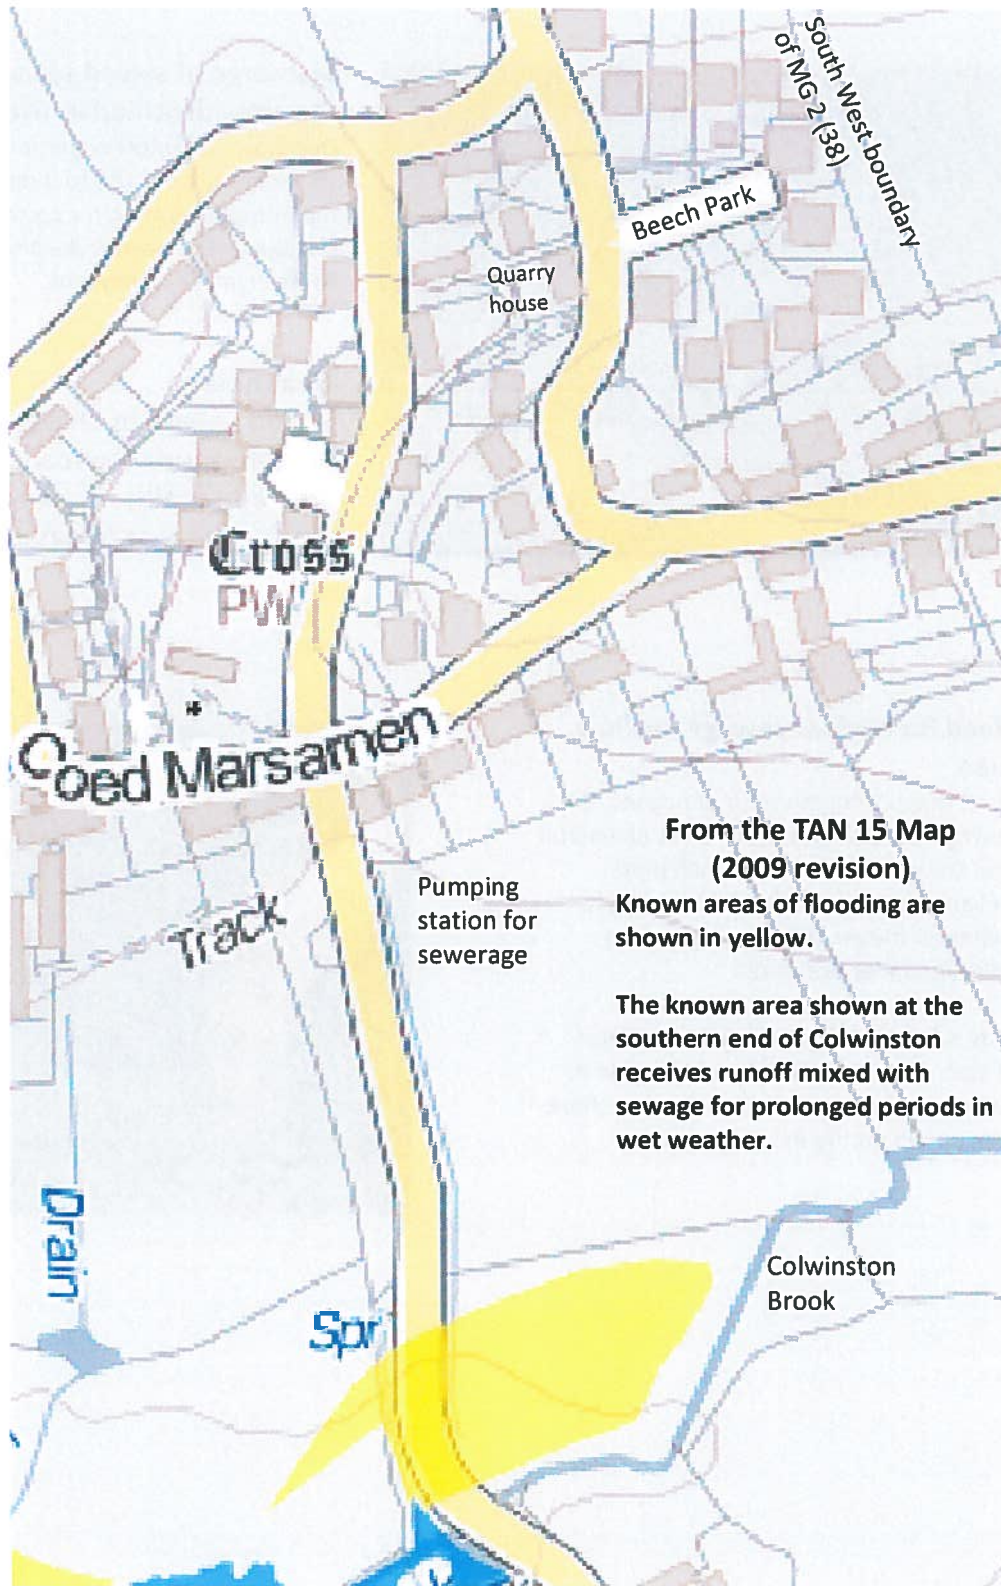 South West boundary
of MG 2 (38)
Beech Park
Quarry
house
Cross
PW
Coed Marsamen
From the TAN 15 Map
(2009 revision)
Known areas of flooding are
shown in yellow.
Pumping
station for
sewerage
Track
The known area shown at the
southern end of Colwinston
receives runoff mixed with
sewage for prolonged periods in
wet weather.
Drain
Colwinston
Brook
Spr